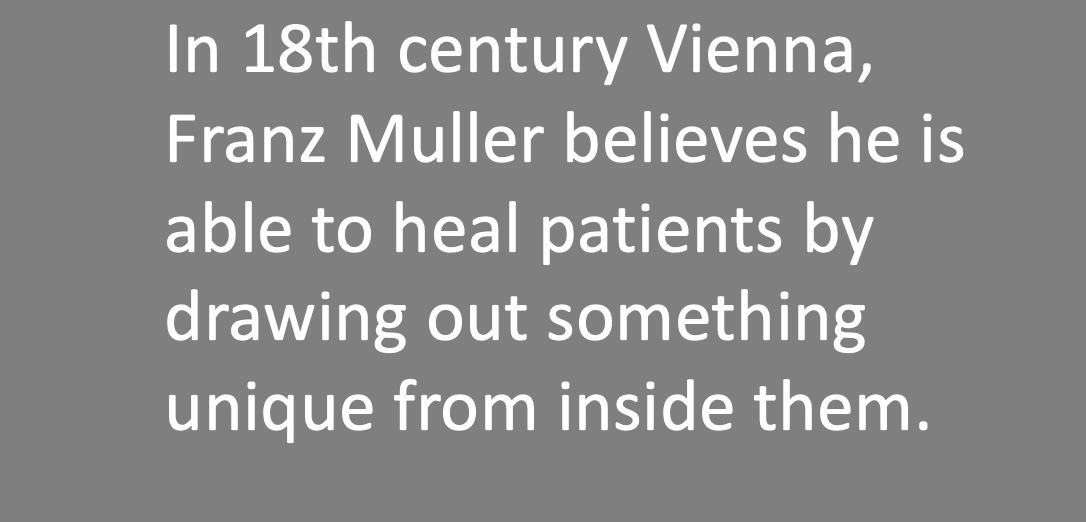 In 18th century Vienna,
Franz Muller believes he is
able to heal patients by
drawing out something
unique from inside them.